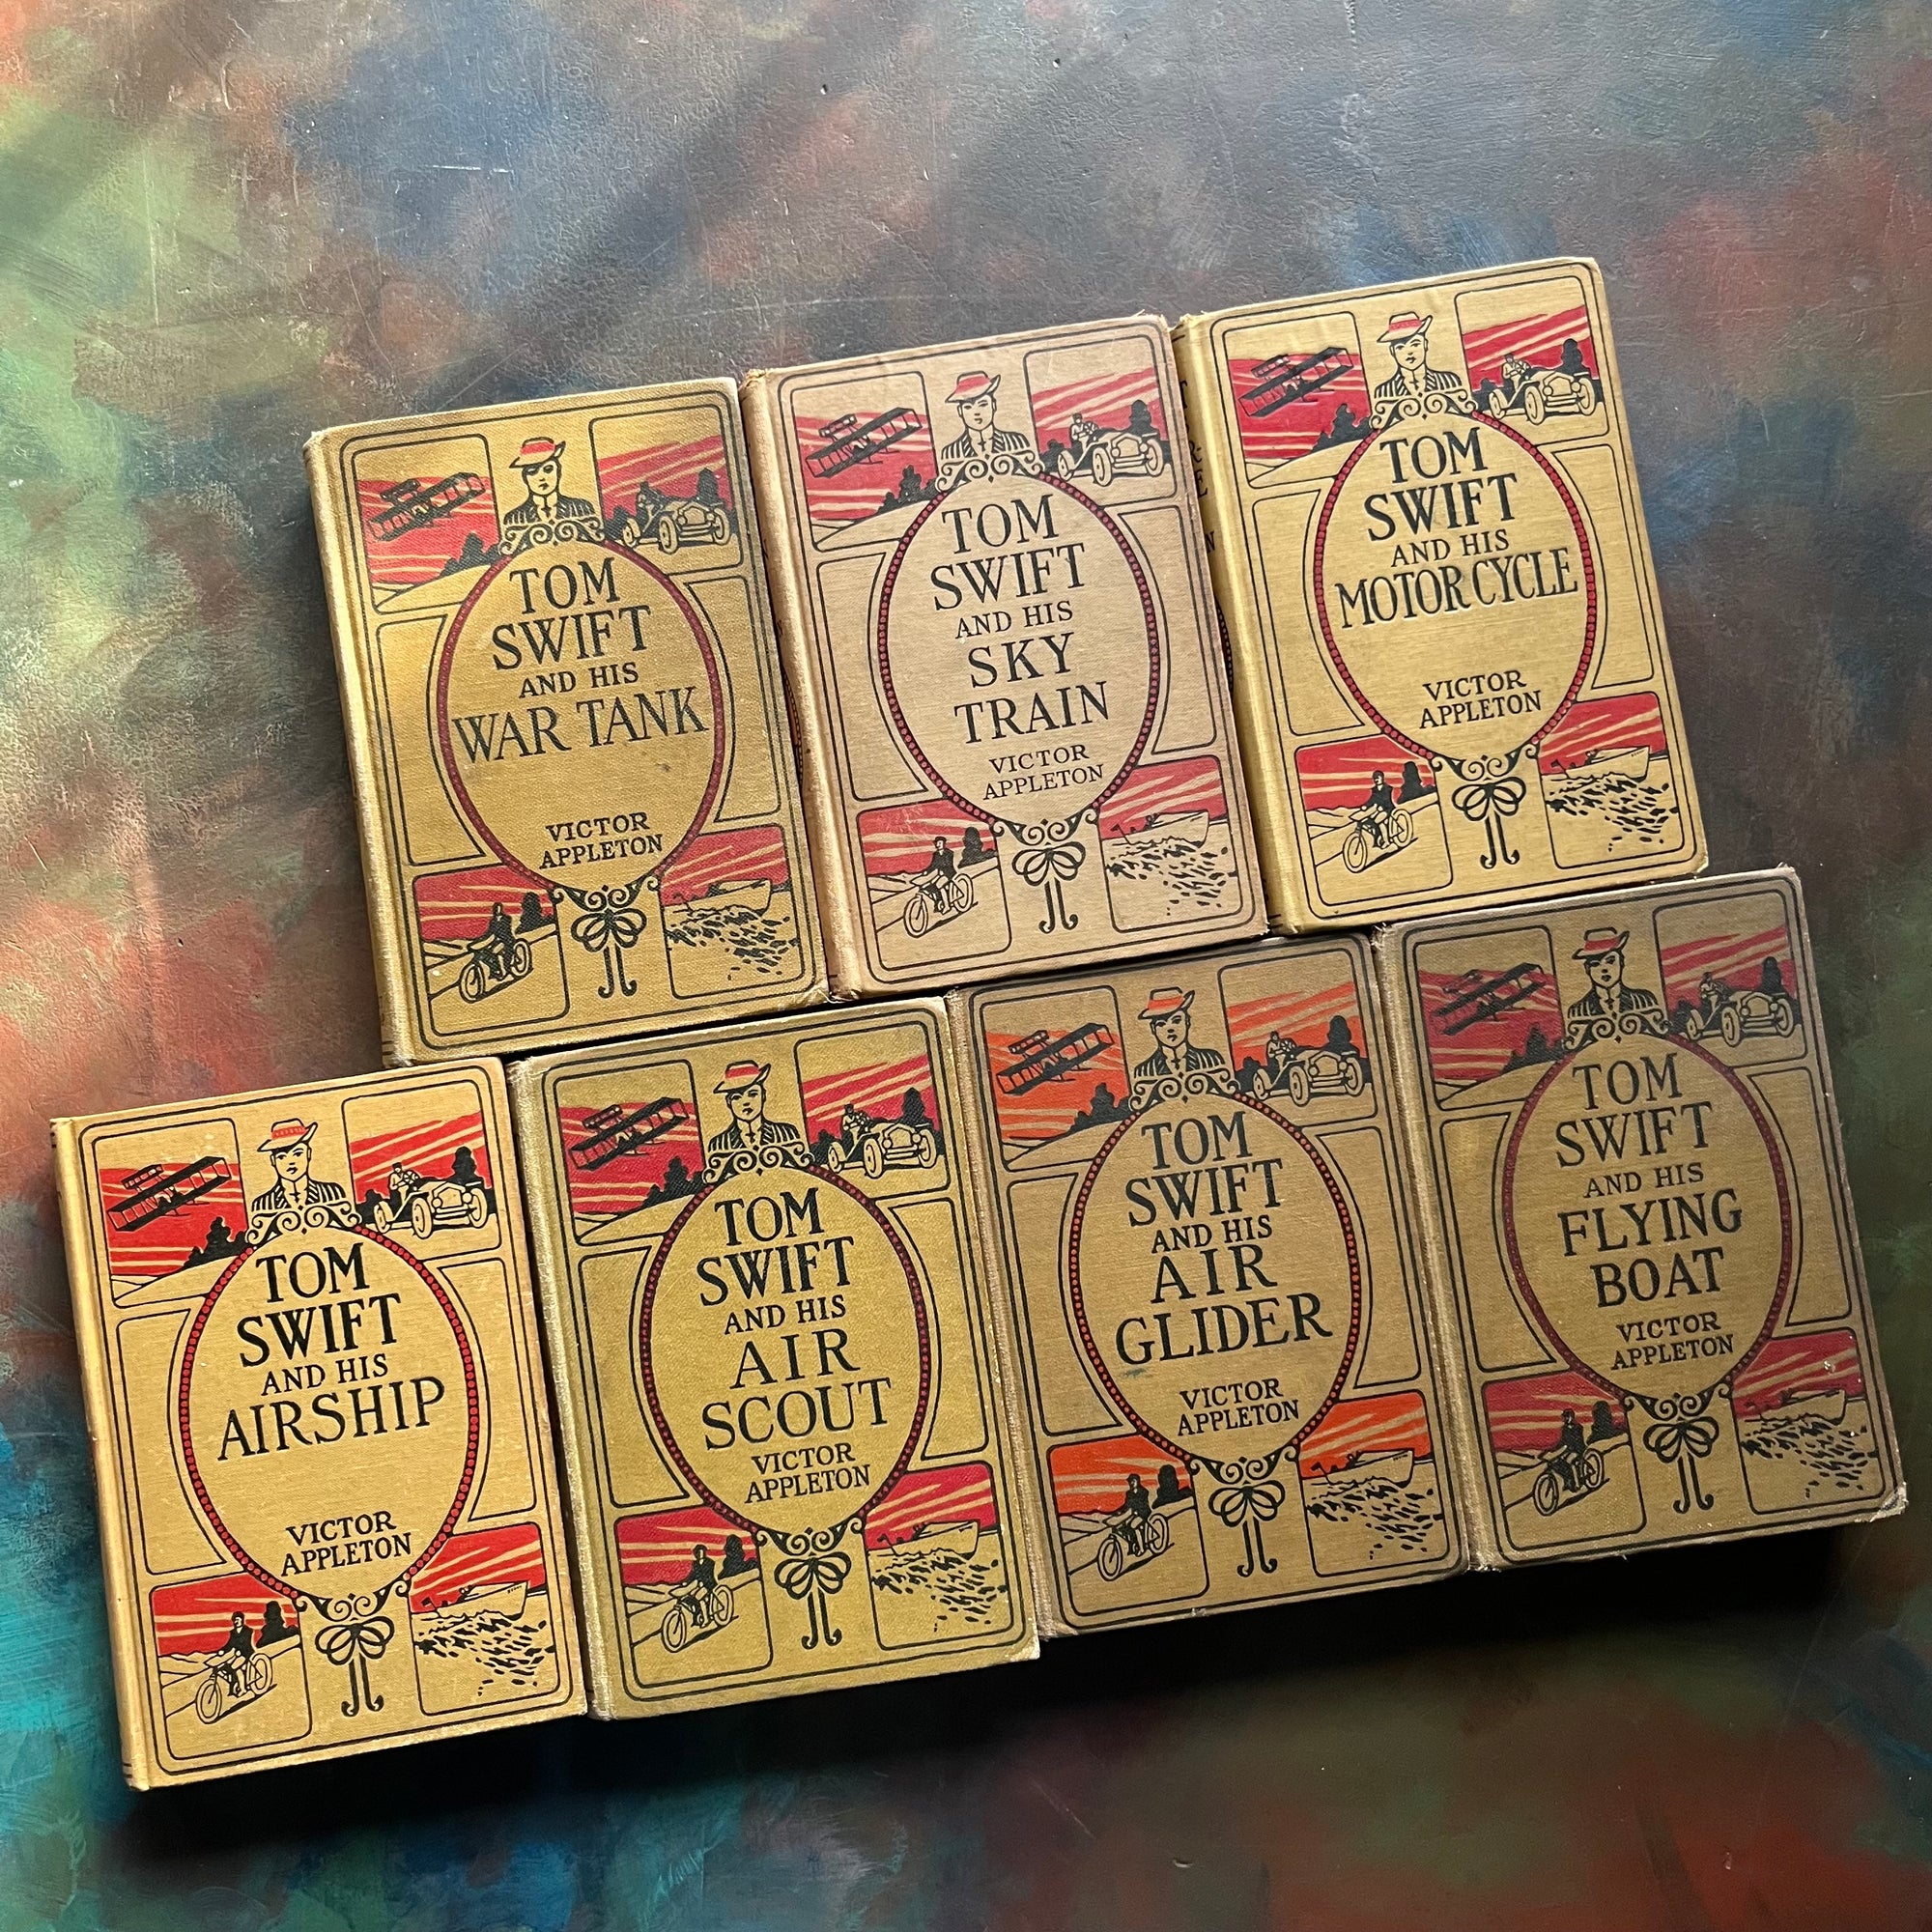 TOM
SWIFT
AND HIS
WAR TANK
VICTOR
APPLETON
TOM
SWIFT
AND HIS
SKY
TRAIN
VICTOR
APPLETON
TOM
SWIFT
AND HIS
MOTOR CYCLE
VICTOR
APPLETON
TOM
SWIFT
AND HIS
AIRSHIP
VICTOR
APPLETON
TOM
SWIFT
AND HIS
AIR
SCOUT
VICTOR
APPLETON
TOM
SWIFT
AND HIS
AIR
GLIDER
VICTOR
APPLETON
TOM
SWIFT
AND HIS
FLYING
BOAT
VICTOR
APPLETON